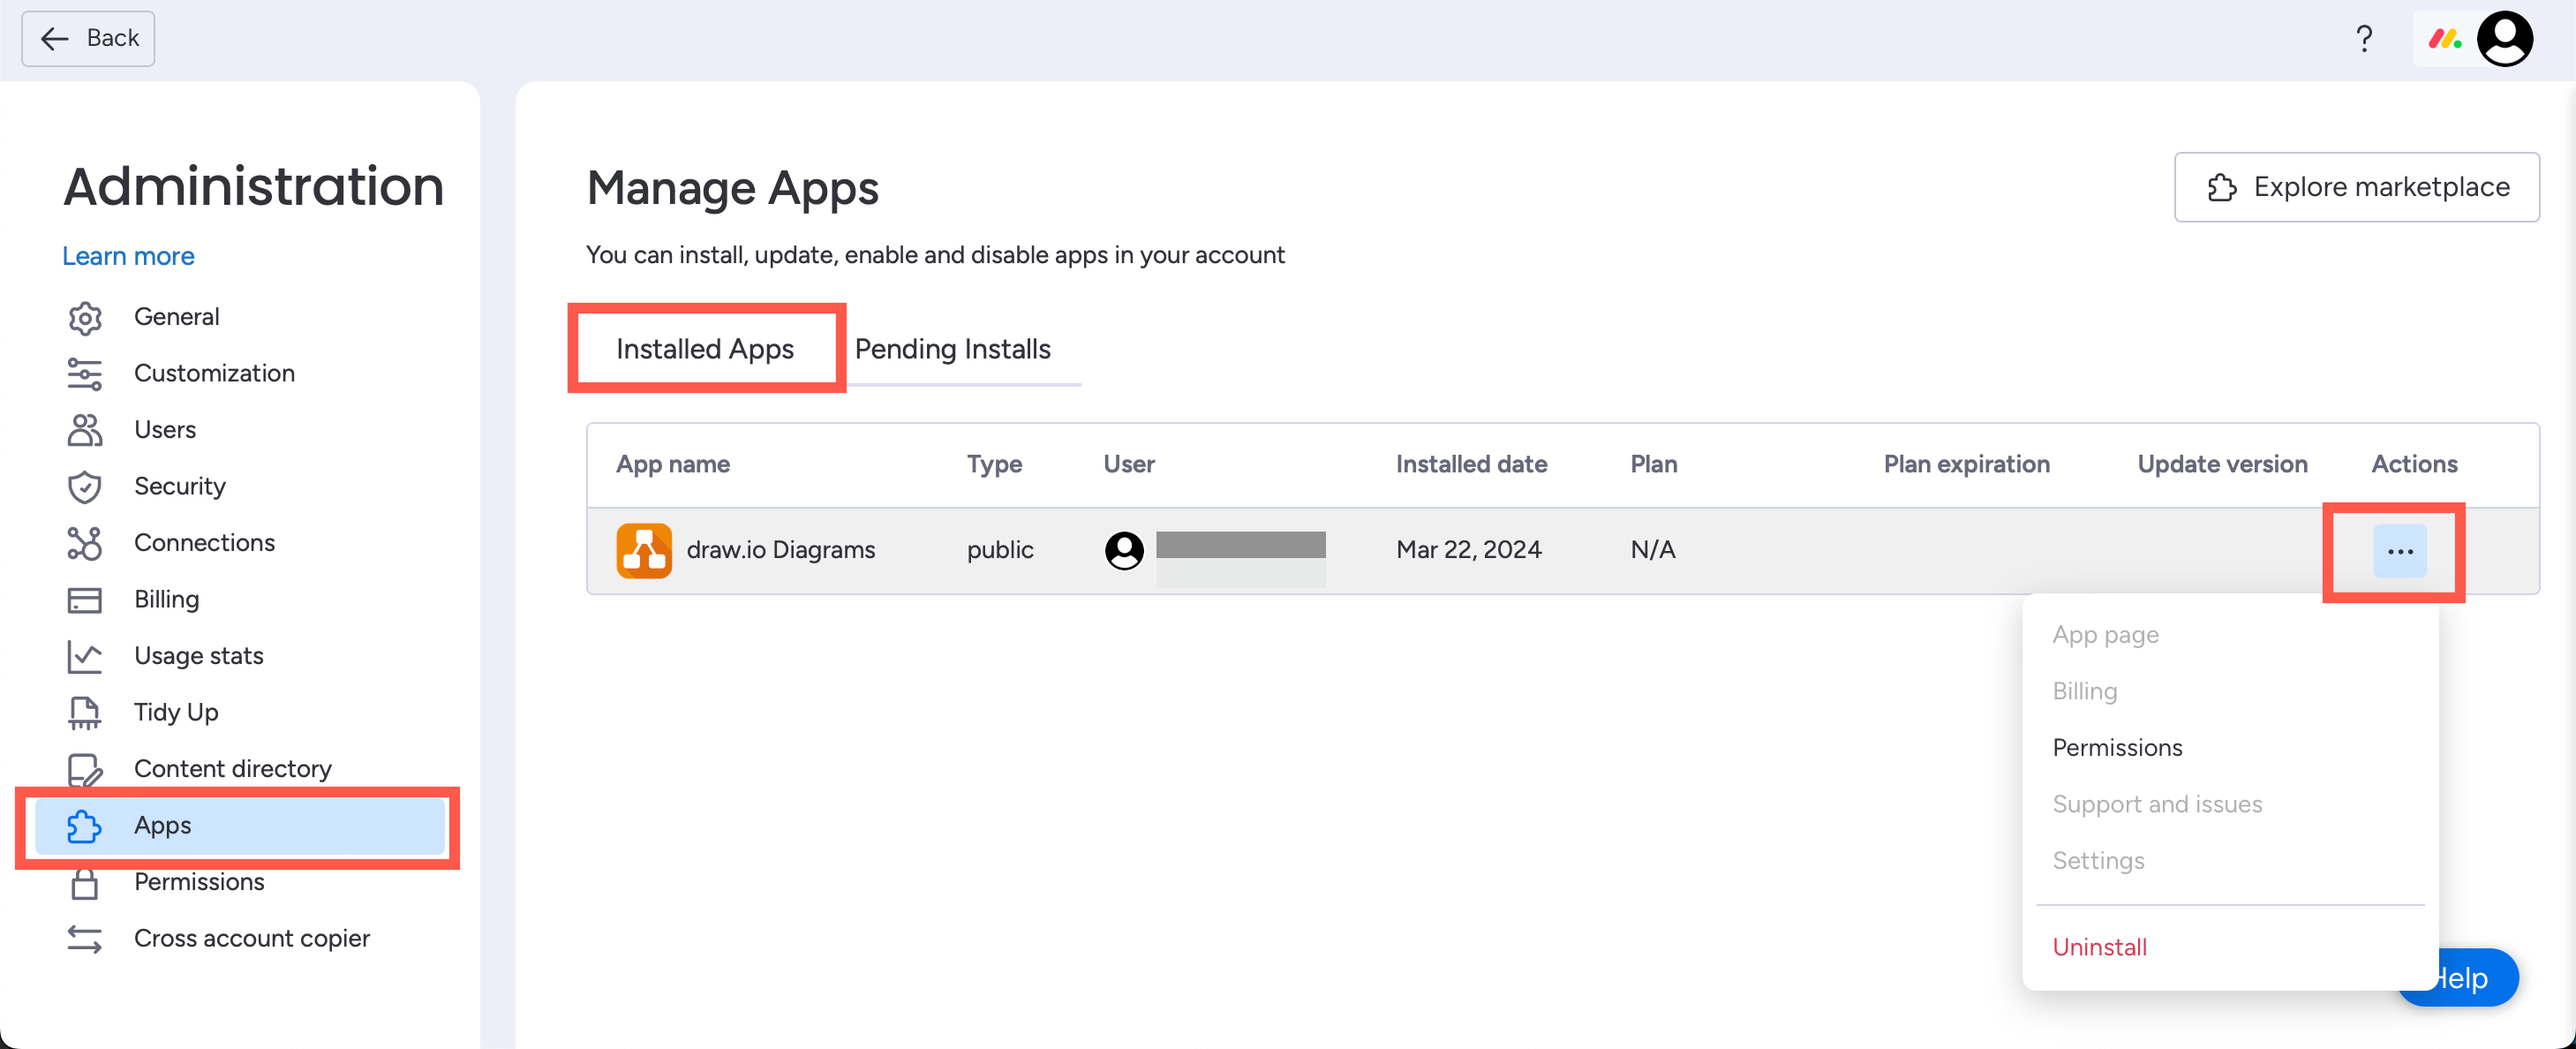 Back
?
Administration
Learn more
General
Customization
Users
Security
Connections
Billing
Usage stats
Tidy Up
Content directory
Apps
Permissions
Cross account copier
Manage Apps
Explore marketplace
You can install, update, enable and disable apps in your account
Installed Apps Pending Installs
App name Type User Installed date Plan Plan expiration Update version Actions
draw.io Diagrams public Mar 22, 2024 N/A ...
App page
Billing
Permissions
Support and issues
Settings
Uninstall
Help